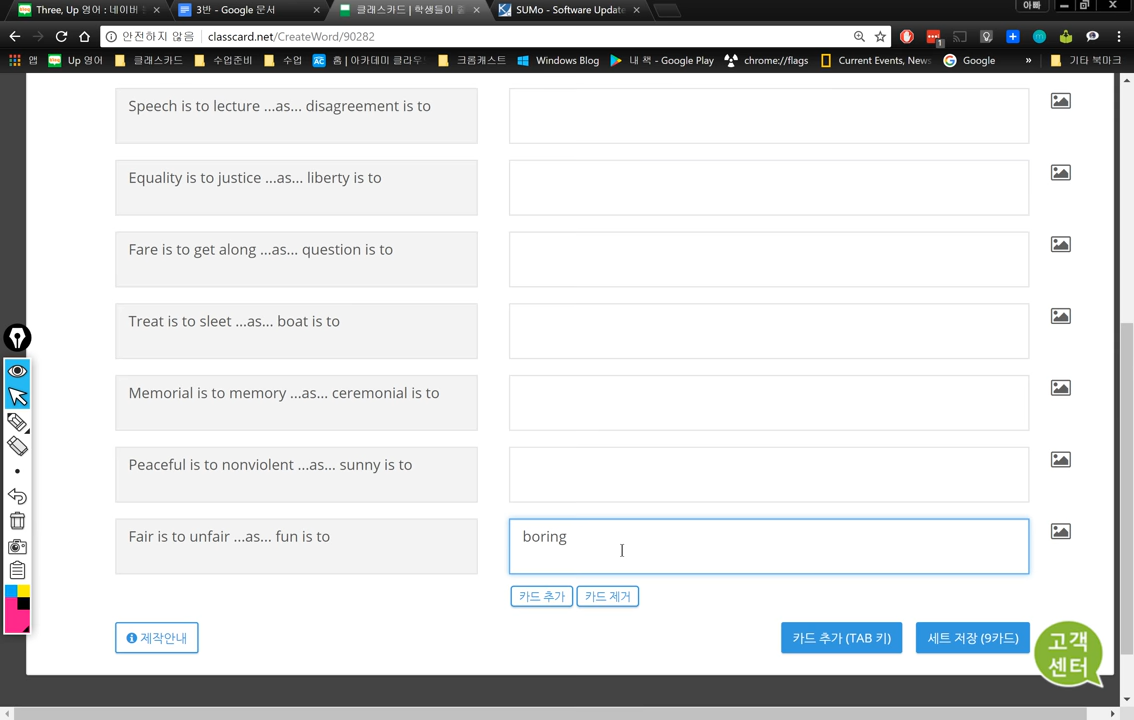 Three, Up 영어 : 네이버
3반 - Google 문서
클래스카드 | 학생들이 즐
SUMo - Software Update
아빠
안전하지 않음
classcard.net/CreateWord/90282
앱
Up 영어
클래스카드
수업준비
수업
AC 홈 | 아카데미 클라우
크롬캐스트
Windows Blog
내 책 - Google Play
chrome://flags
Current Events, News
Google
»
기타 북마크
Speech is to lecture ...as... disagreement is to
Equality is to justice ...as... liberty is to
Fare is to get along ...as... question is to
Treat is to sleet ...as... boat is to
Memorial is to memory ...as... ceremonial is to
Peaceful is to nonviolent ...as... sunny is to
Fair is to unfair ...as... fun is to
boring
카드 추가
카드 제거
제작안내
카드 추가 (TAB 키)
세트 저장 (9카드)
고객
센터